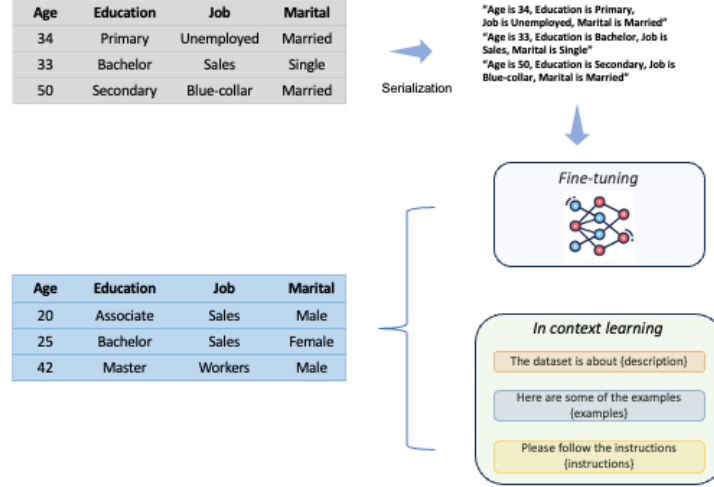 Age Education Job Marital
34 Primary Unemployed Married
33 Bachelor Sales Single
50 Secondary Blue-collar Married
Serialization
"Age is 34, Education is Primary,
Job is Unemployed, Marital is Married"
"Age is 33, Education is Bachelor, Job is
Sales, Marital is Single"
"Age is 50, Education is Secondary, Job is
Blue-collar, Marital is Married"
Fine-tuning
Age Education Job Marital
20 Associate Sales Male
25 Bachelor Sales Female
42 Master Workers Male
In context learning
The dataset is about {description}
Here are some of the examples
{examples}
Please follow the instructions
{instructions}